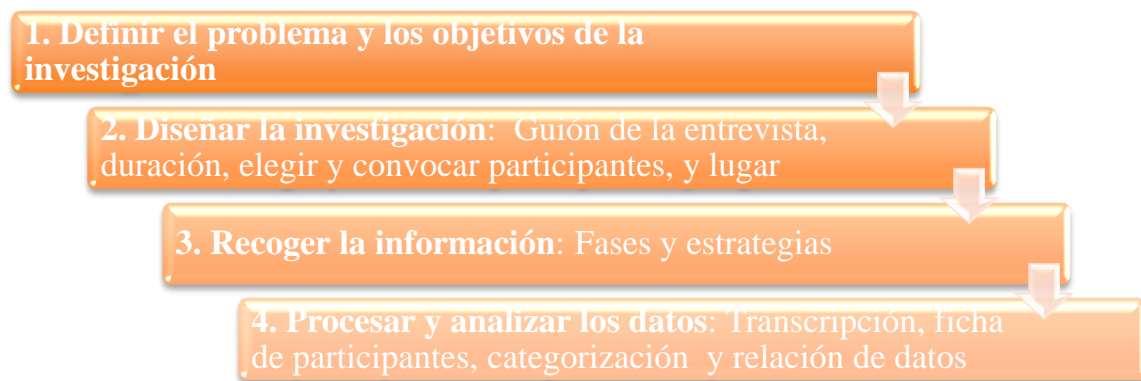 1. Definir el problema y los objetivos de la
investigación
2. Diseñar la investigación: Guión de la entrevista,
duración, elegir y convocar participantes, y lugar
3. Recoger la información: Fases y estrategias
4. Procesar y analizar los datos: Transcripción, ficha
de participantes, categorización y relación de datos